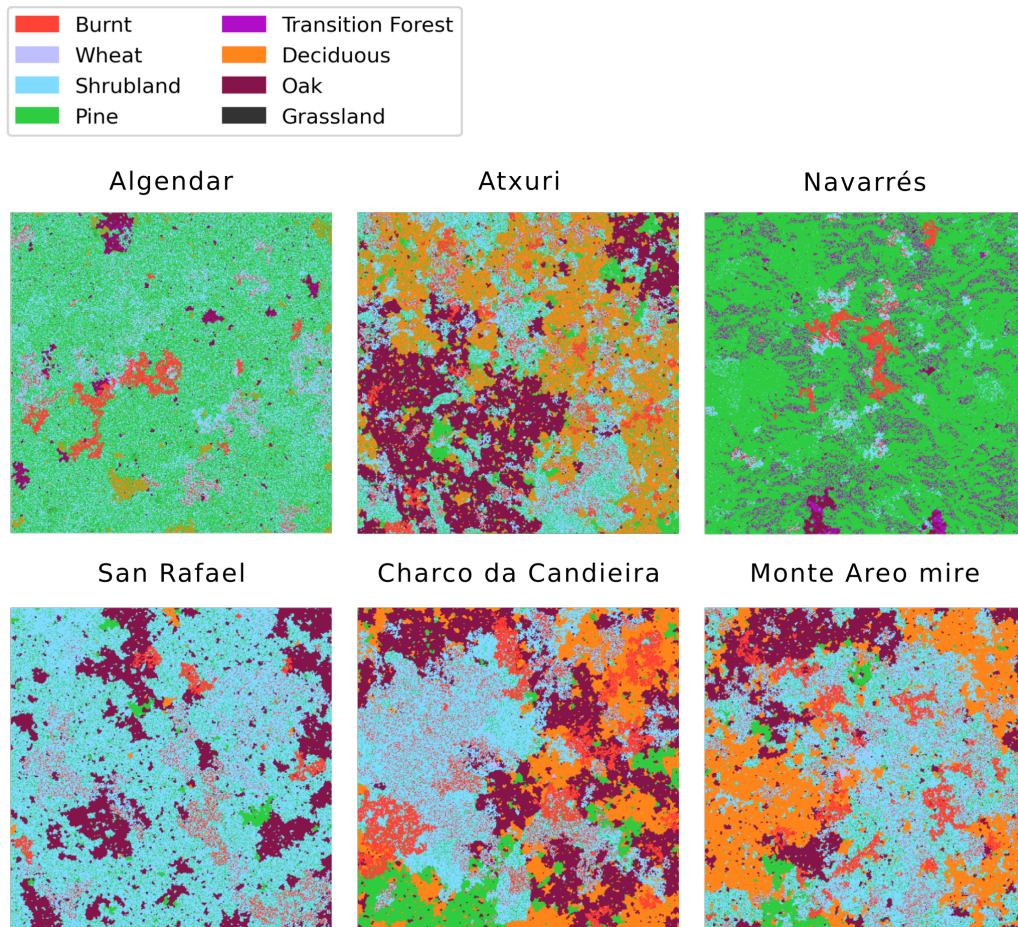 Burnt
Wheat
Shrubland
Pine
Transition Forest
Deciduous
Oak
Grassland
Algendar
Atxuri
Navarrés
San Rafael
Charco da Candieira
Monte Areo mire